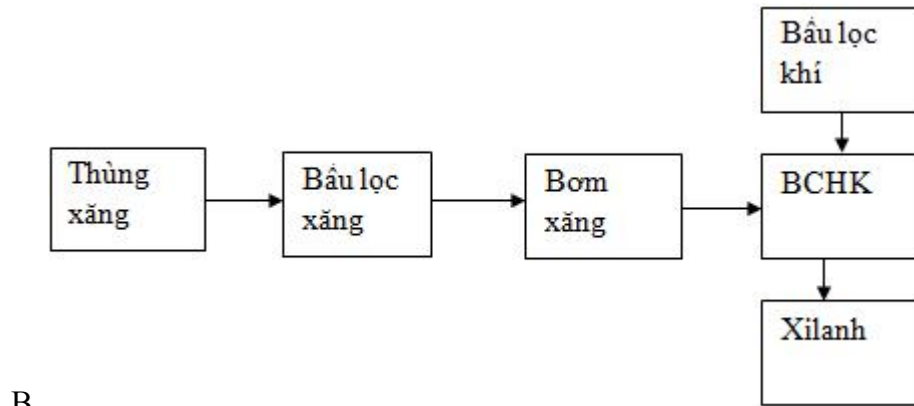 Bầu lọc
khí
Thùng
xăng
Bầu lọc
xăng
Bơm
xăng
BCHK
Xilanh
B